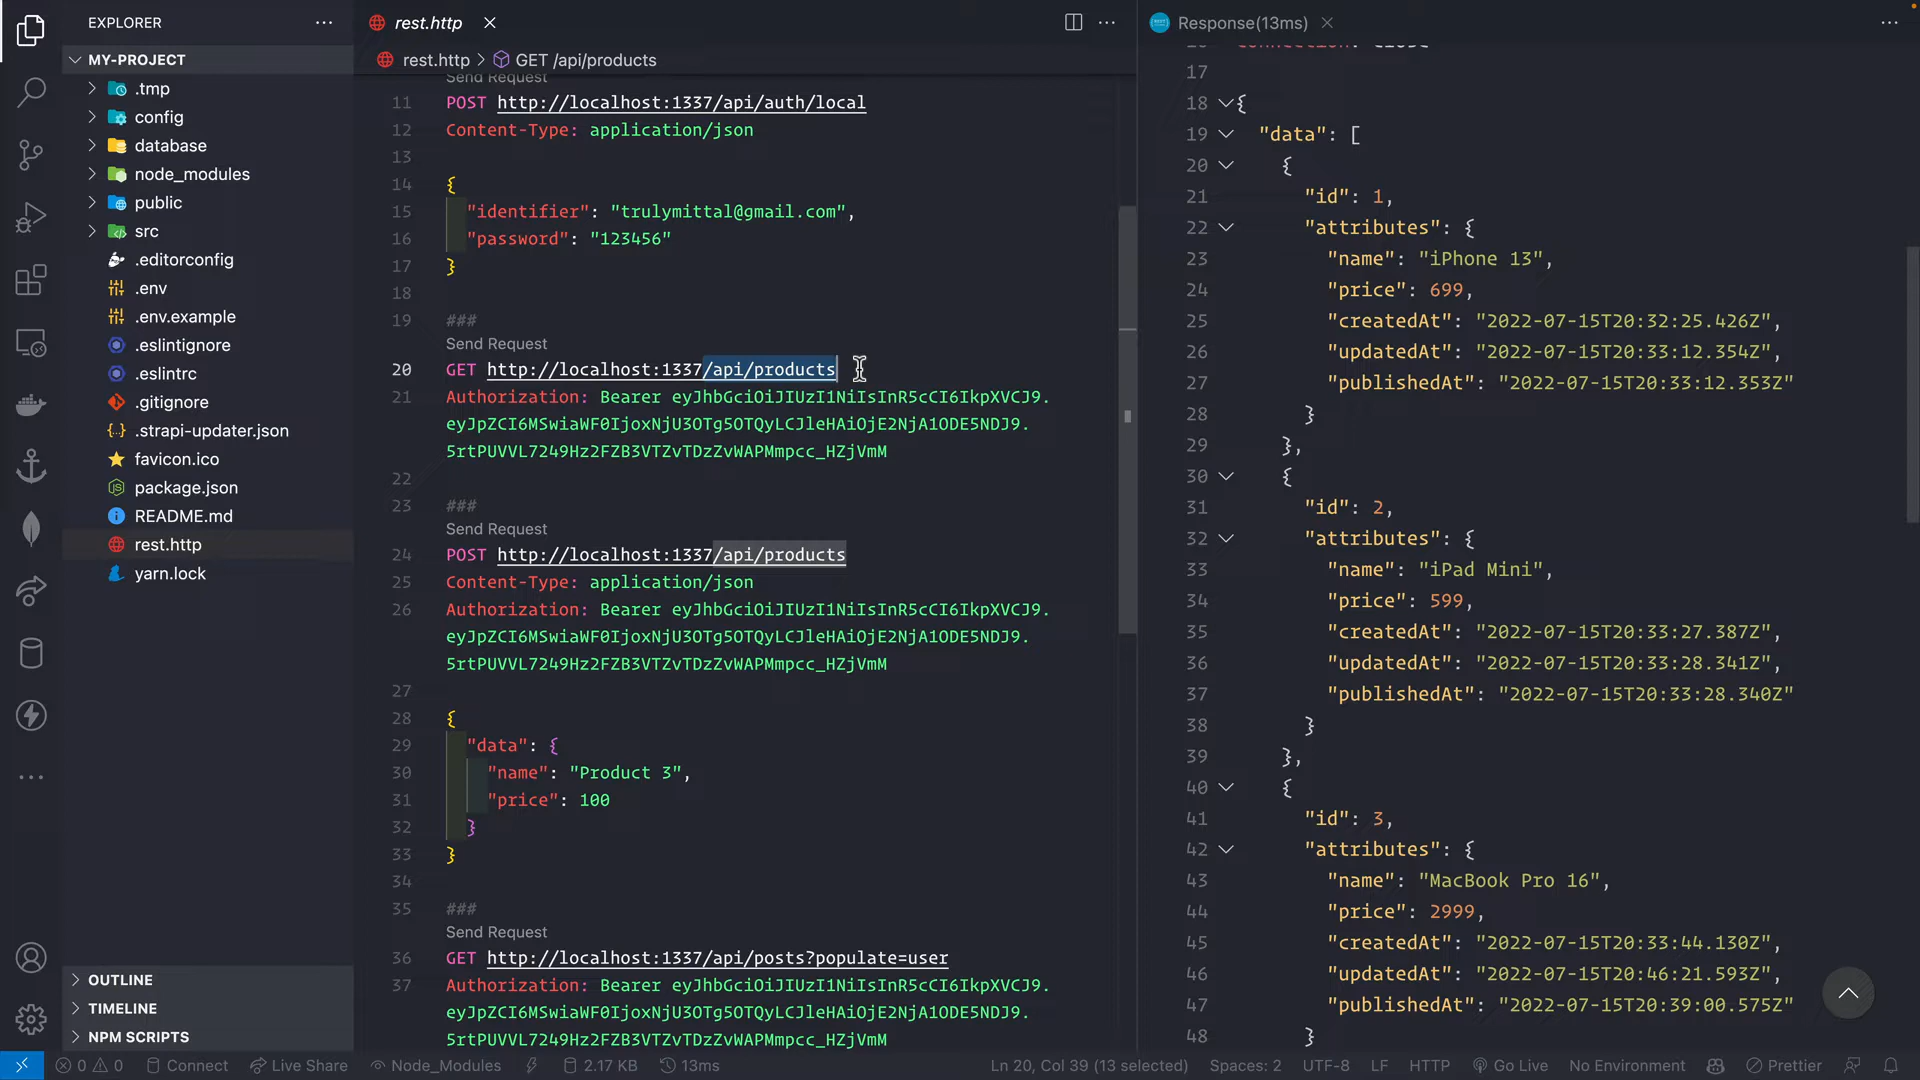 EXPLORER
MY-PROJECT
.tmp
config
database
node_modules
public
src
.editorconfig
.env
.env.example
.eslintignore
.eslintrc
.gitignore
.strapi-updater.json
favicon.ico
package.json
README.md
rest.http
yarn.lock
OUTLINE
TIMELINE
NPM SCRIPTS
rest.http
rest.http > GET /api/products
Send Request
11 POST http://localhost:1337/api/auth/local
12 Content-Type: application/json
13
14 {
15 "identifier": "trulymittal@gmail.com",
16 "password": "123456"
17 }
18
19 ###
Send Request
20 GET http://localhost:1337/api/products
21 Authorization: Bearer eyJhbGciOiJIUzI1NiIsInR5cCI6IkpXVCJ9.
eyJpZCI6MSwiaWF0IjoxNjU3OTg5OTQyLCJleHAiOjE2NjA1ODE5NDJ9.
5rtPUVVL7249Hz2FZB3VTZvTDzZvWAPMmpcc_HZjVmM
22
23 ###
Send Request
24 POST http://localhost:1337/api/products
25 Content-Type: application/json
26 Authorization: Bearer eyJhbGciOiJIUzI1NiIsInR5cCI6IkpXVCJ9.
eyJpZCI6MSwiaWF0IjoxNjU3OTg5OTQyLCJleHAiOjE2NjA1ODE5NDJ9.
5rtPUVVL7249Hz2FZB3VTZvTDzZvWAPMmpcc_HZjVmM
27
28 {
29 "data": {
30 "name": "Product 3",
31 "price": 100
32 }
33 }
34
35 ###
Send Request
36 GET http://localhost:1337/api/posts?populate=user
37 Authorization: Bearer eyJhbGciOiJIUzI1NiIsInR5cCI6IkpXVCJ9.
eyJpZCI6MSwiaWF0IjoxNjU3OTg5OTQyLCJleHAiOjE2NjA1ODE5NDJ9.
5rtPUVVL7249Hz2FZB3VTZvTDzZvWAPMmpcc_HZjVmM
Response(13ms)
16 connection: close
17
18 {
19 "data": [
20 {
21 "id": 1,
22 "attributes": {
23 "name": "iPhone 13",
24 "price": 699,
25 "createdAt": "2022-07-15T20:32:25.426Z",
26 "updatedAt": "2022-07-15T20:33:12.354Z",
27 "publishedAt": "2022-07-15T20:33:12.353Z"
28 }
29 },
30 {
31 "id": 2,
32 "attributes": {
33 "name": "iPad Mini",
34 "price": 599,
35 "createdAt": "2022-07-15T20:33:27.387Z",
36 "updatedAt": "2022-07-15T20:33:28.341Z",
37 "publishedAt": "2022-07-15T20:33:28.340Z"
38 }
39 },
40 {
41 "id": 3,
42 "attributes": {
43 "name": "MacBook Pro 16",
44 "price": 2999,
45 "createdAt": "2022-07-15T20:33:44.130Z",
46 "updatedAt": "2022-07-15T20:46:21.593Z",
47 "publishedAt": "2022-07-15T20:39:00.575Z"
48 }
0 0 Connect Live Share Node_Modules 2.17 KB 13ms Ln 20, Col 39 (13 selected) Spaces: 2 UTF-8 LF HTTP Go Live No Environment Prettier